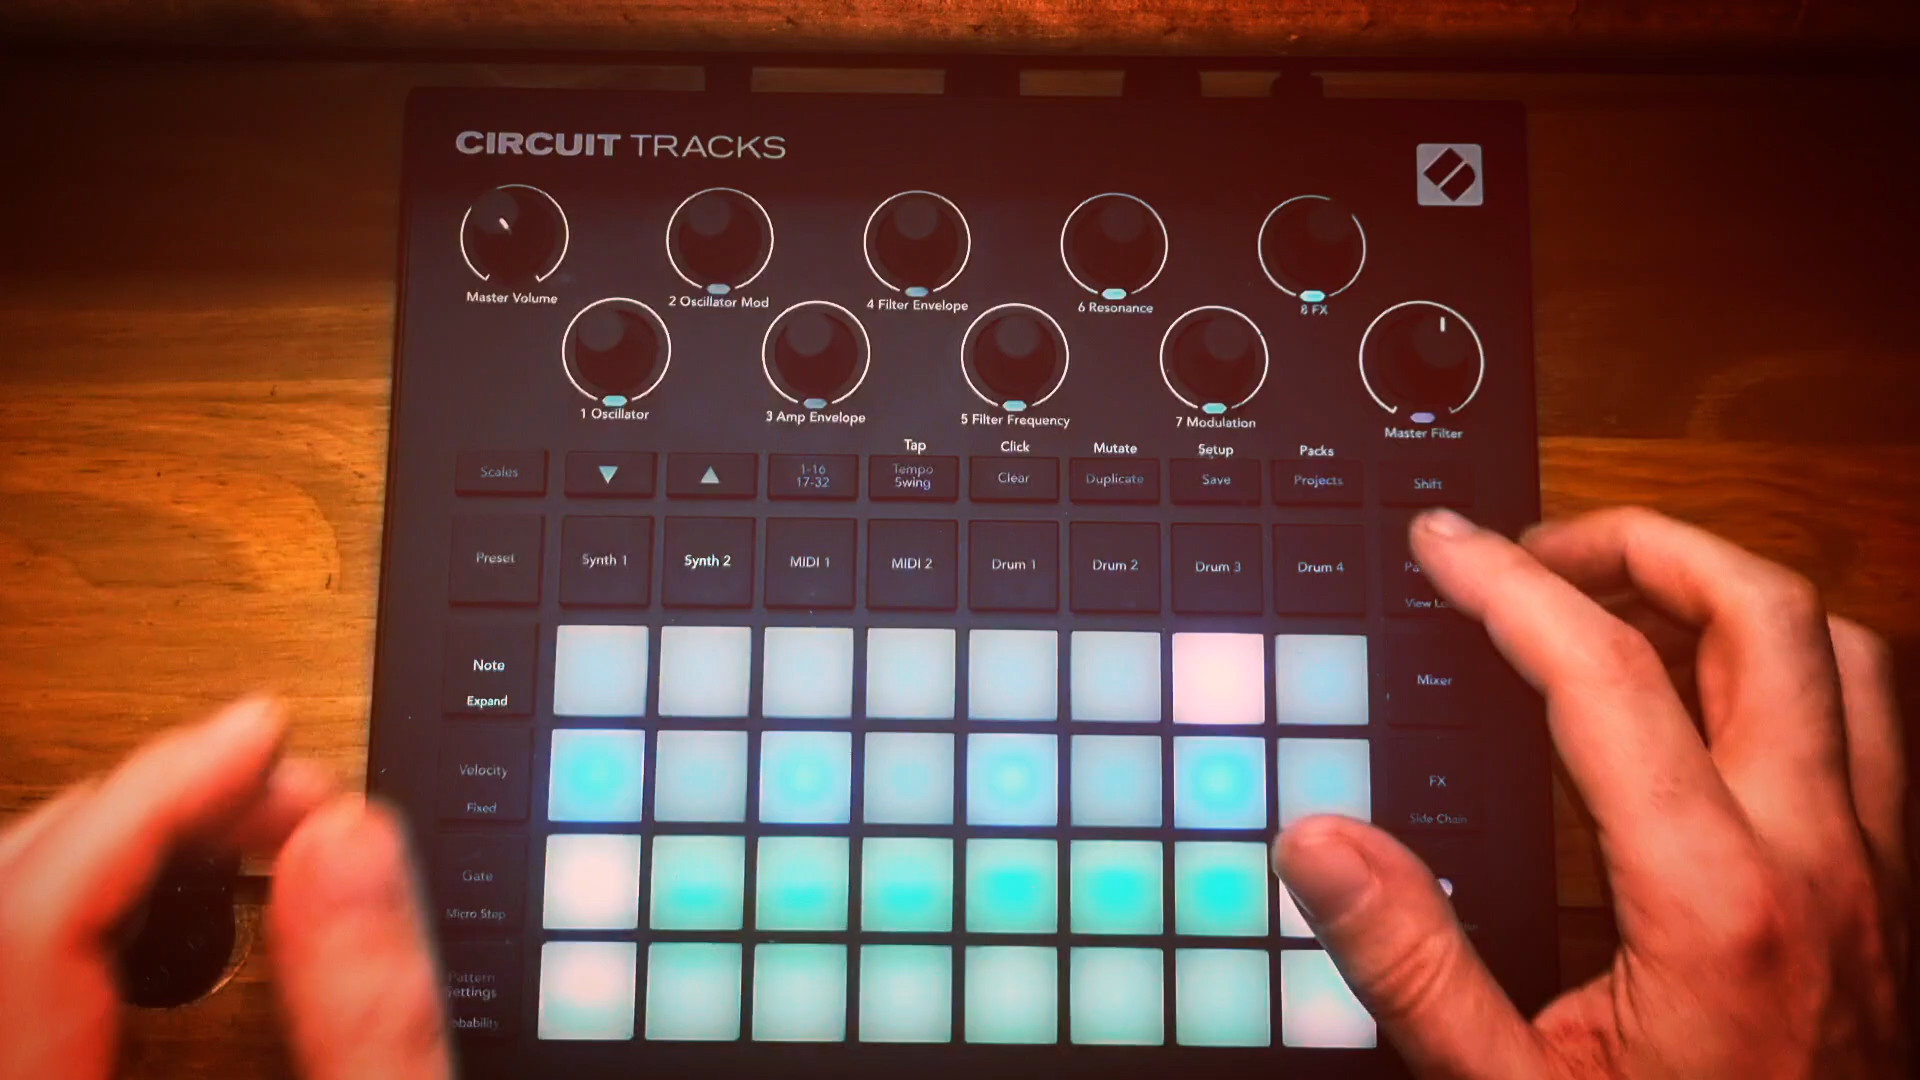 CIRCUIT TRACKS
Master Volume
2 Oscillator Mod
4 Filter Envelope
6 Resonance
8 FX
1 Oscillator
3 Amp Envelope
5 Filter Frequency
7 Modulation
Master Filter
Tap
Click
Mutate
Setup
Packs
Scales
1-16
17-32
Tempo
Swing
Clear
Duplicate
Save
Projects
Shift
Preset
Synth 1
Synth 2
MIDI 1
MIDI 2
Drum 1
Drum 2
Drum 3
Drum 4
View
Note
Expand
Mixer
Velocity
Fixed
FX
Side Chain
Gate
Micro Step
Pattern
Settings